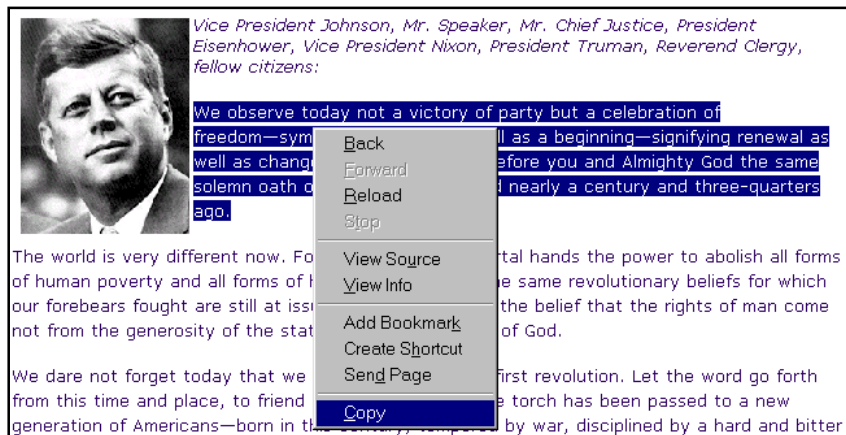 Vice President Johnson, Mr. Speaker, Mr. Chief Justice, President
Eisenhower, Vice President Nixon, President Truman, Reverend Clergy,
fellow citizens:
We observe today not a victory of party but a celebration of
freedom—sym ll as a beginning—signifying renewal as
well as chang efore you and Almighty God the same
solemn oath o d nearly a century and three-quarters
ago.
The world is very different now. Fo rtal hands the power to abolish all forms
of human poverty and all forms of h e same revolutionary beliefs for which
our forebears fought are still at issu the belief that the rights of man come
not from the generosity of the stat of God.
We dare not forget today that we first revolution. Let the word go forth
from this time and place, to friend e torch has been passed to a new
generation of Americans—born in this century, tempered by war, disciplined by a hard and bitter
Back
Forward
Reload
Stop
View Source
View Info
Add Bookmark
Create Shortcut
Send Page
Copy